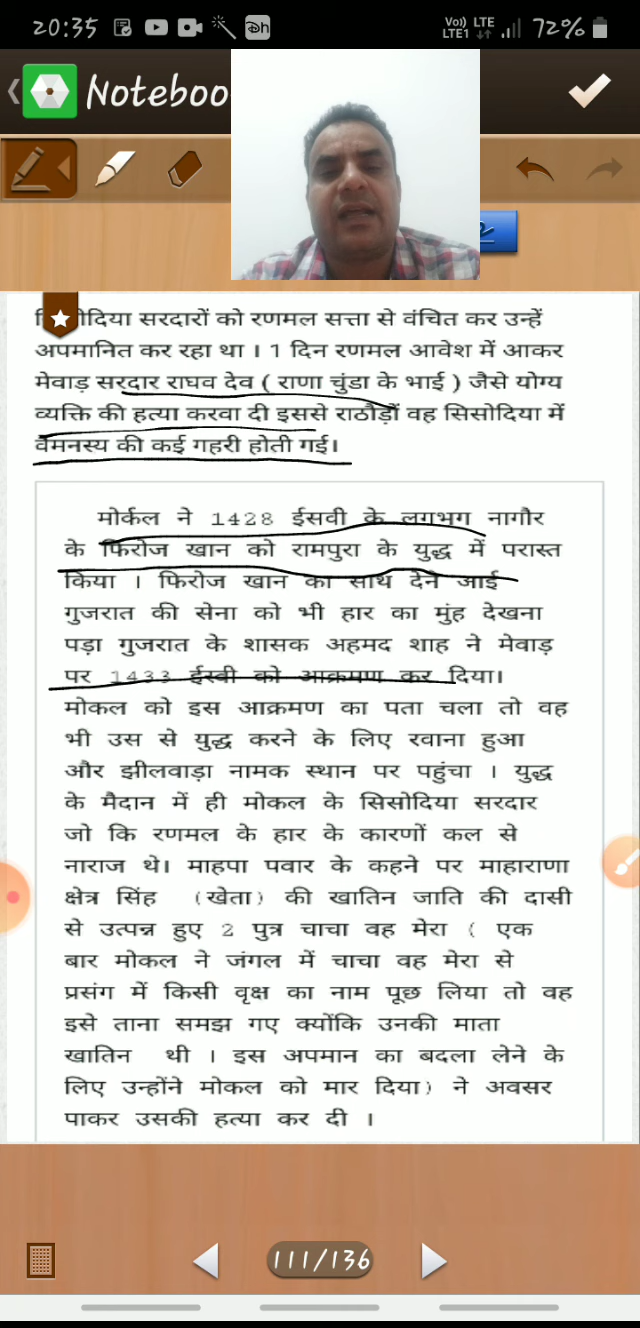 20:35
Vo)) LTE
LTE1
72%
Noteboo
सरदारों को रणमल सत्ता से वंचित कर उन्हें
अपमानित कर रहा था । 1 दिन रणमल आवेश में आकर
मेवाड़ सरदार राघव देव ( राणा चुंडा के भाई ) जैसे योग्य
व्यक्ति की हत्या करवा दी इससे राठौड़ों वह सिसोदिया में
वैमनस्य की कई गहरी होती गई।
मोर्कल ने 1428 ईसवी के लगभग नागौर
के फिरोज खान को रामपुरा के युद्ध में परास्त
किया । फिरोज खान का साथ देने आई
गुजरात की सेना को भी हार का मुंह देखना
पड़ा गुजरात के शासक अहमद शाह ने मेवाड़
पर 1433 ईस्वी को आक्रमण कर दिया।
मोकल को इस आक्रमण का पता चला तो वह
भी उस से युद्ध करने के लिए रवाना हुआ
और झीलवाड़ा नामक स्थान पर पहुंचा । युद्ध
के मैदान में ही मोकल के सिसोदिया सरदार
जो कि रणमल के हार के कारणों कल से
नाराज थे। माहपा पवार के कहने पर माहाराणा
क्षेत्र सिंह (खेता) की खातिन जाति की दासी
से उत्पन्न हुए 2 पुत्र चाचा वह मेरा ( एक
बार मोकल ने जंगल में चाचा वह मेरा से
प्रसंग में किसी वृक्ष का नाम पूछ लिया तो वह
इसे ताना समझ गए क्योंकि उनकी माता
खातिन थी । इस अपमान का बदला लेने के
लिए उन्होंने मोकल को मार दिया) ने अवसर
पाकर उसकी हत्या कर दी ।
111/136